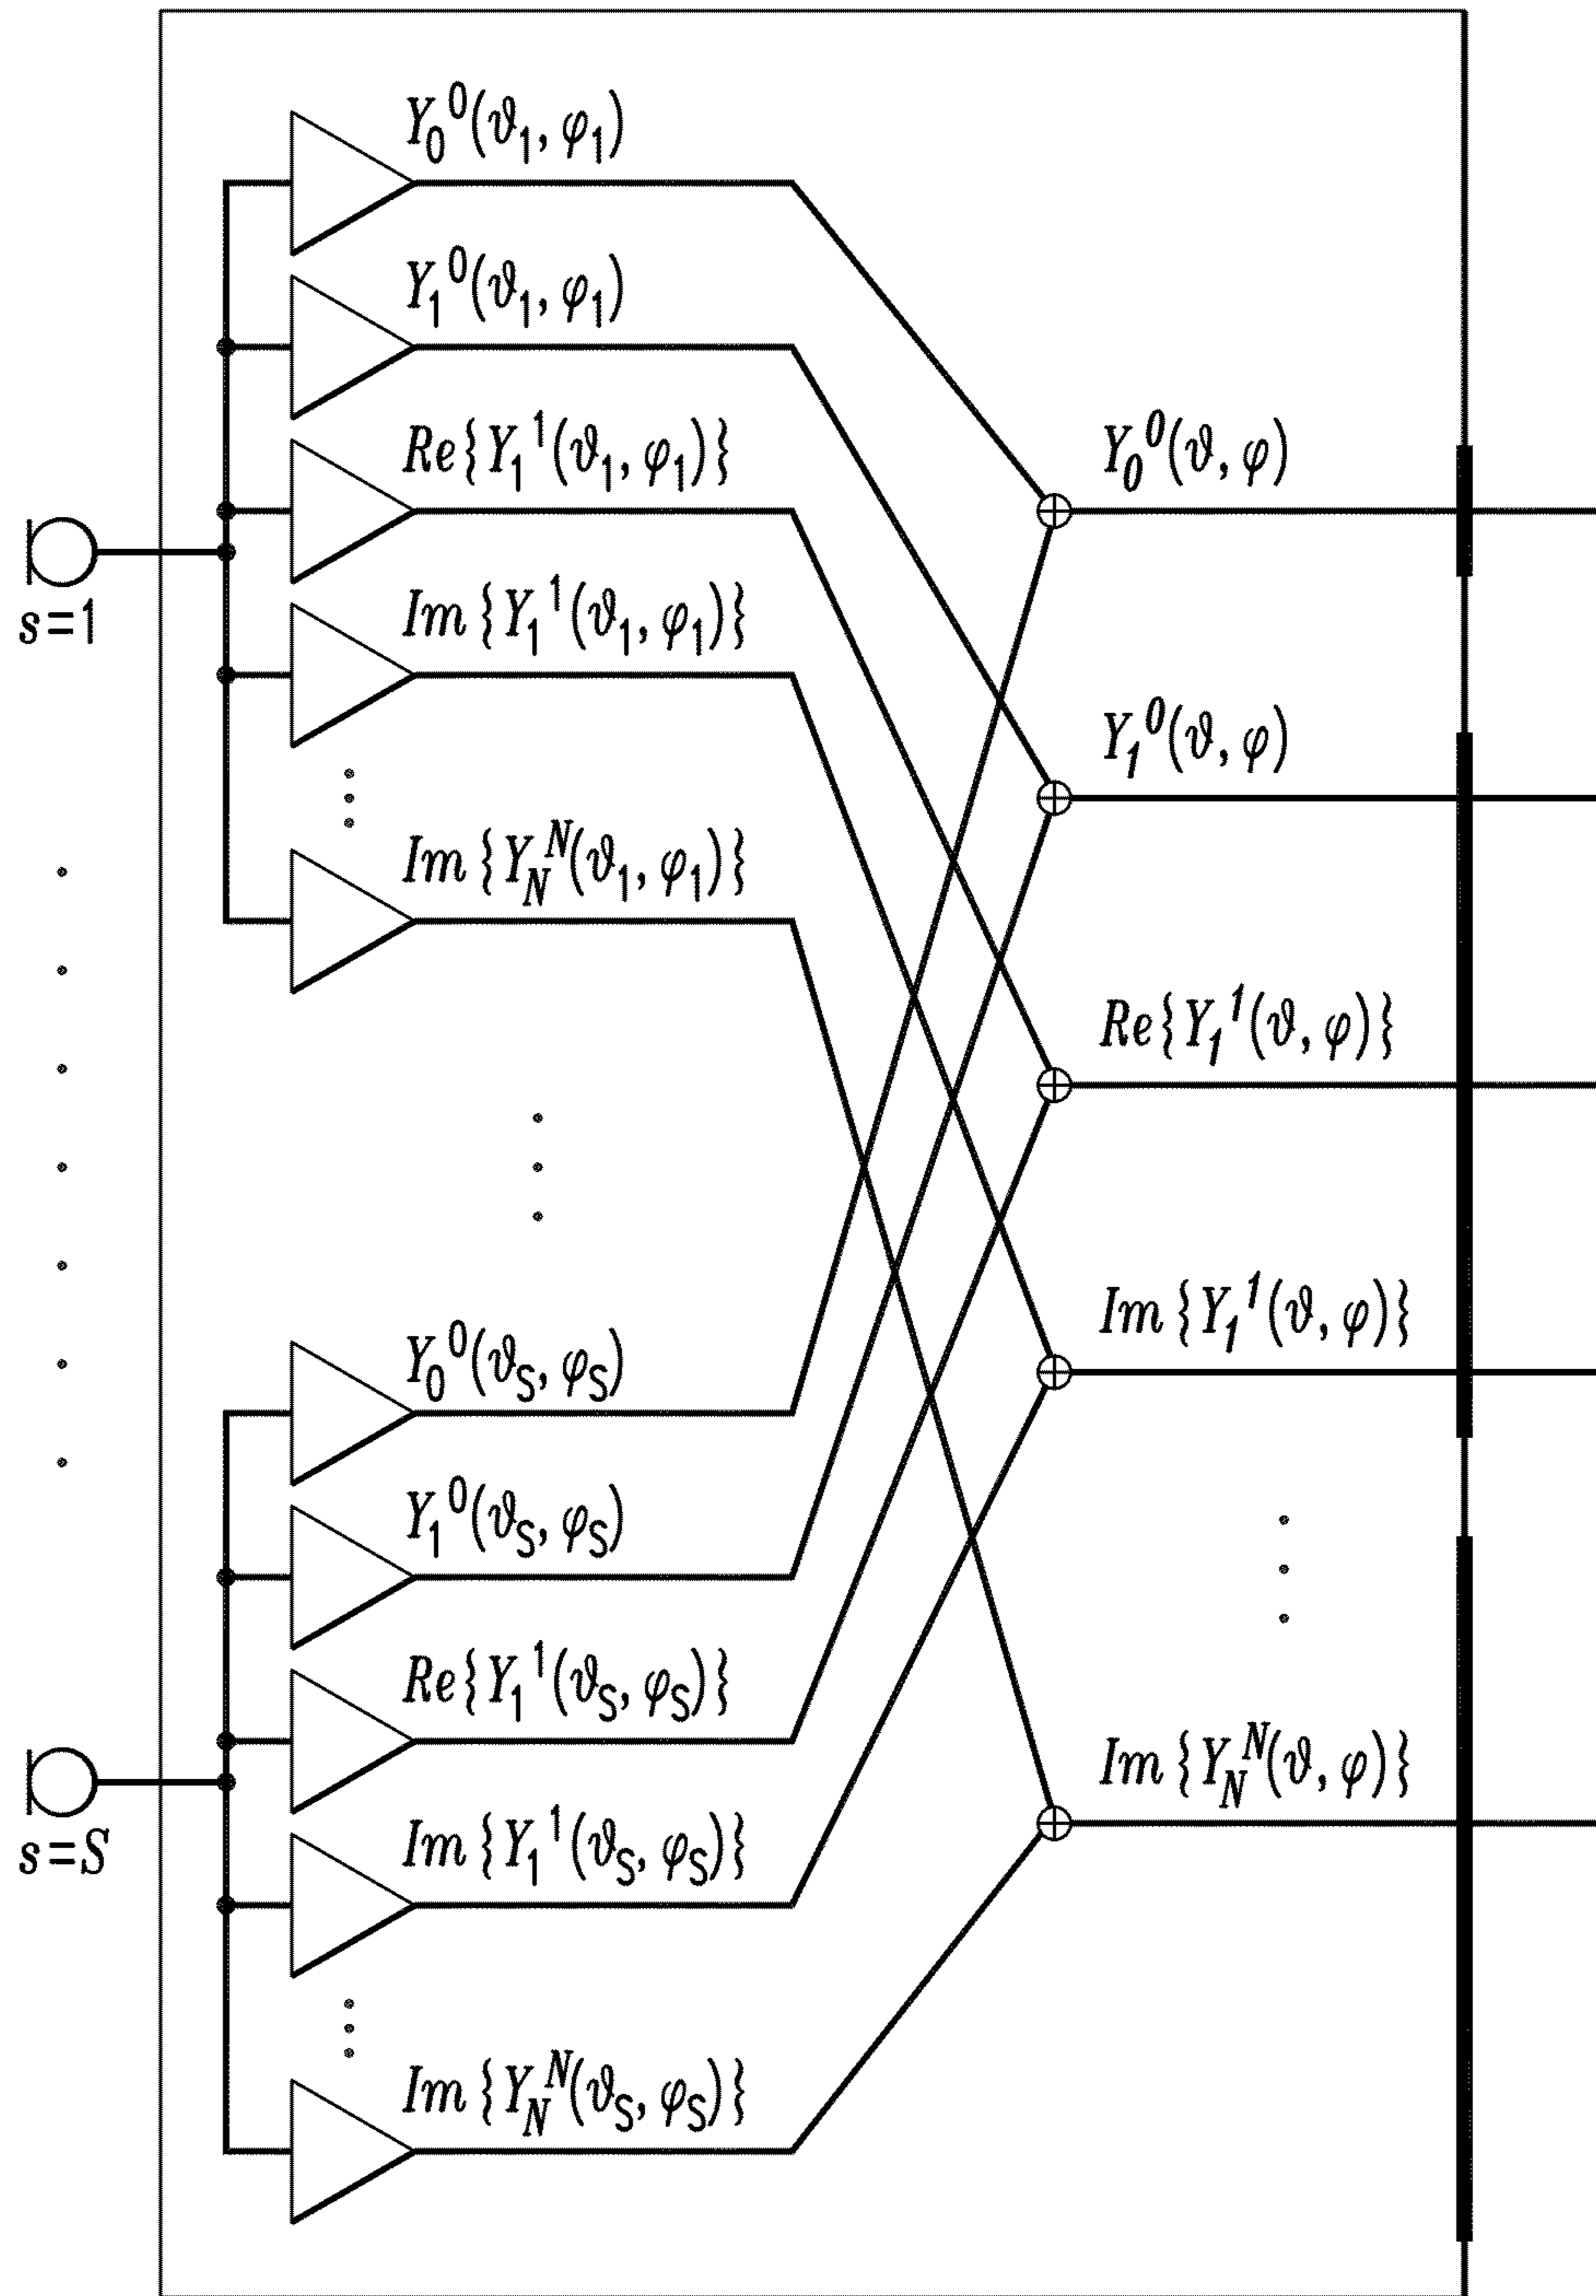 Y₀⁰(ϑ₁, φ₁)
Y₁⁰(ϑ₁, φ₁)
Re{Y₁¹(ϑ₁, φ₁)}
s=1
Im{Y₁¹(ϑ₁, φ₁)}
Im{Y_N^N(ϑ₁, φ₁)}
Y₀⁰(ϑ_S, φ_S)
Y₁⁰(ϑ_S, φ_S)
Re{Y₁¹(ϑ_S, φ_S)}
s=S
Im{Y₁¹(ϑ_S, φ_S)}
Im{Y_N^N(ϑ_S, φ_S)}
Y₀⁰(ϑ, φ)
Y₁⁰(ϑ, φ)
Re{Y₁¹(ϑ, φ)}
Im{Y₁¹(ϑ, φ)}
Im{Y_N^N(ϑ, φ)}